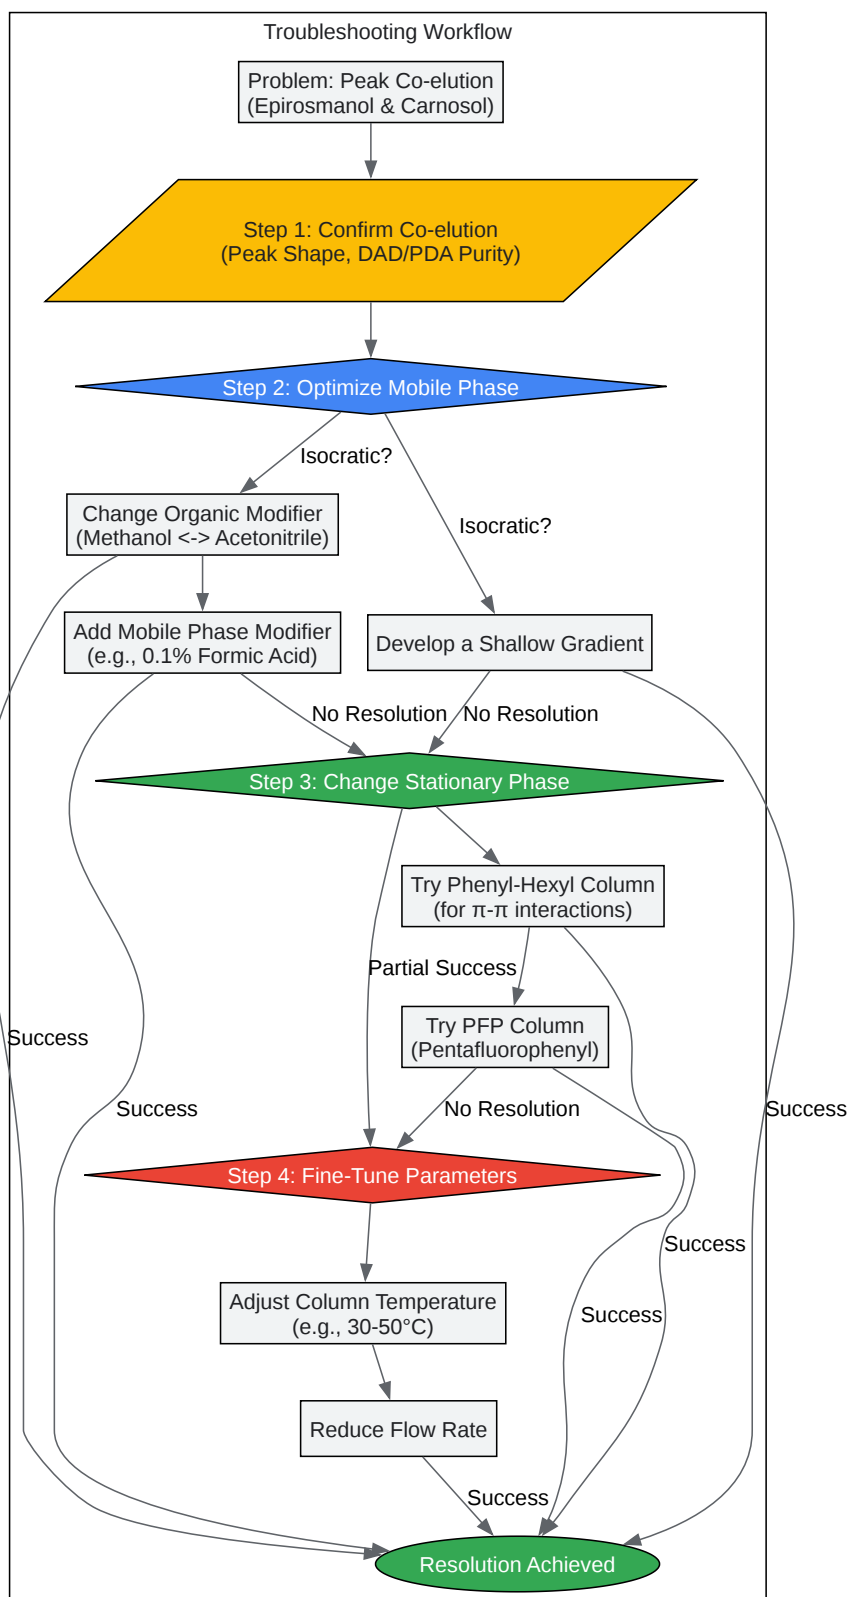 Troubleshooting Workflow
Problem: Peak Co-elution
(Epirosmanol & Carnosol)
Step 1: Confirm Co-elution
(Peak Shape, DAD/PDA Purity)
Step 2: Optimize Mobile Phase
Isocratic?
Change Organic Modifier
(Methanol <-> Acetonitrile)
Isocratic?
Add Mobile Phase Modifier
(e.g., 0.1% Formic Acid)
Develop a Shallow Gradient
No Resolution
No Resolution
Step 3: Change Stationary Phase
Try Phenyl-Hexyl Column
(for π-π interactions)
Partial Success
Try PFP Column
(Pentafluorophenyl)
Success
Success
No Resolution
Success
Step 4: Fine-Tune Parameters
Success
Adjust Column Temperature
(e.g., 30-50°C)
Success
Reduce Flow Rate
Success
Resolution Achieved